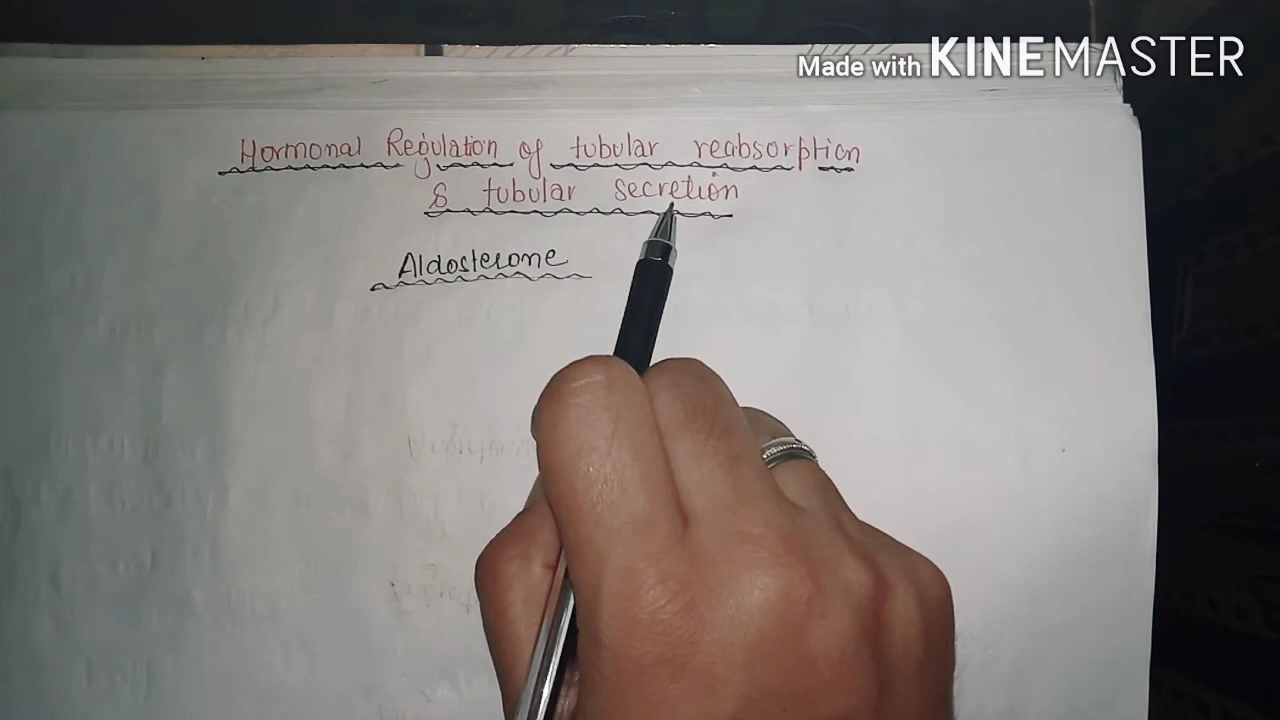 Made with KINEMASTER
Hormonal Regulation of tubular reabsorption
& tubular secretion
Aldosterone